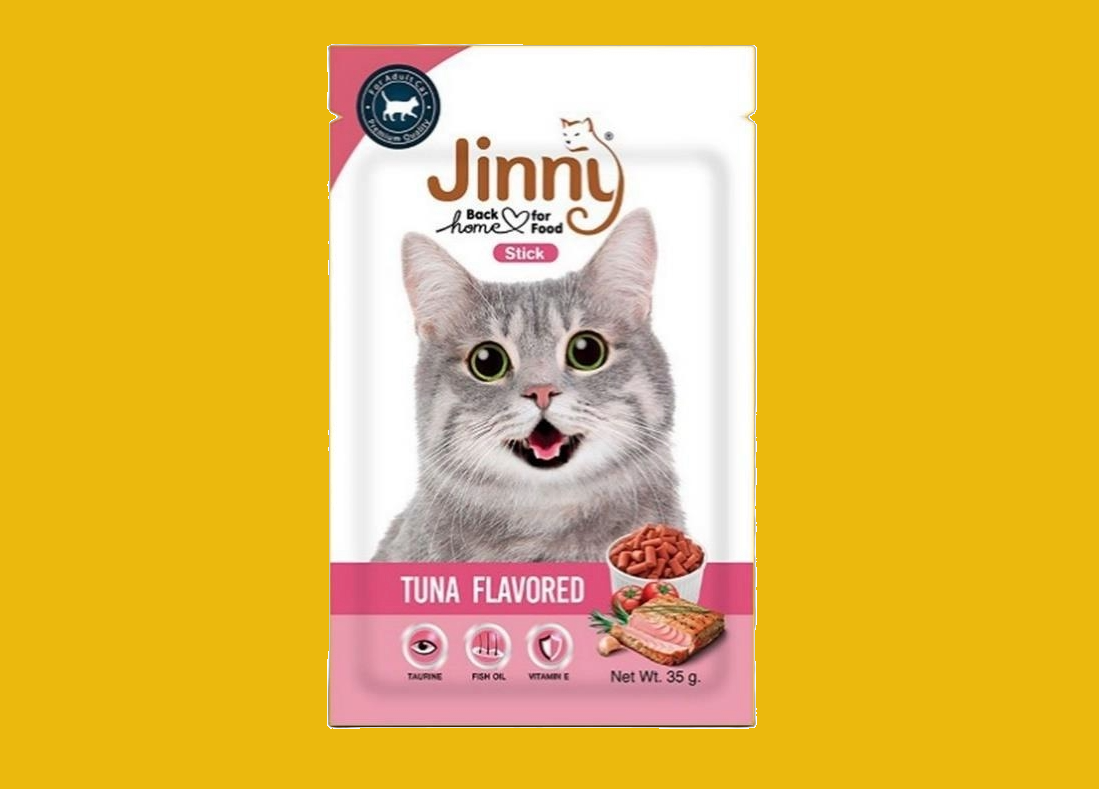 For Adult Cat
Premium Quality
Jinny®
Back home for Food
Stick
TUNA FLAVORED
TAURINE FISH OIL VITAMIN E
Net Wt. 35 g.